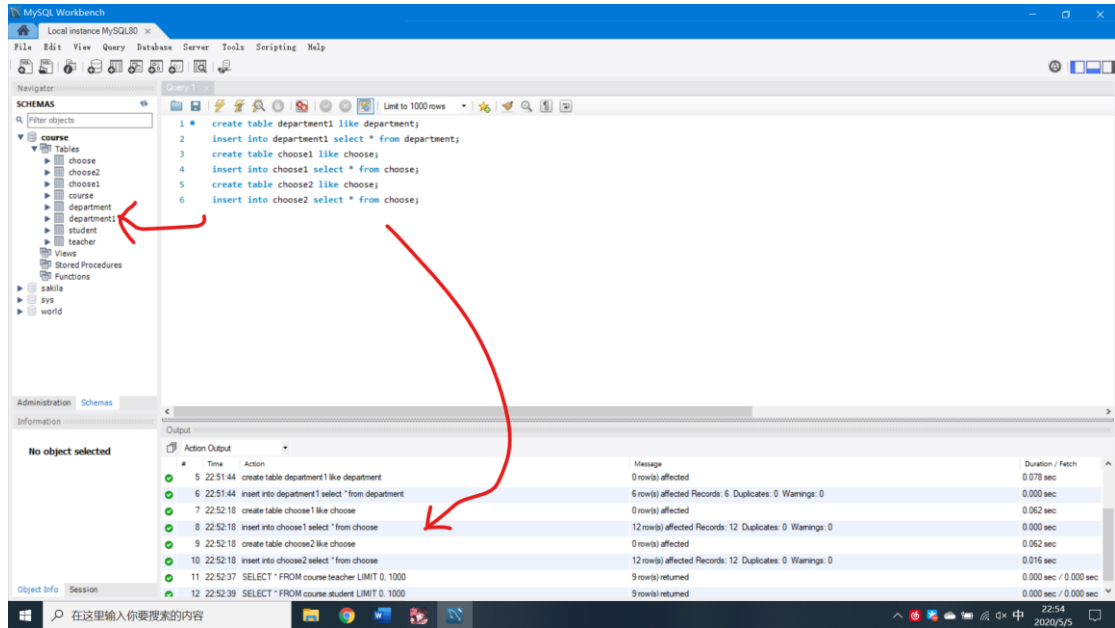 MySQL Workbench
Local instance MySQL80 ×
File Edit View Query Database Server Tools Scripting Help
Navigator
Query 1 ×
SCHEMAS
Limit to 1000 rows
Filter objects
course
Tables
choose
choose2
choose1
course
department
department1
student
teacher
Views
Stored Procedures
Functions
sakila
sys
world
1 create table department1 like department;
2 insert into department1 select * from department;
3 create table choose1 like choose;
4 insert into choose1 select * from choose;
5 create table choose2 like choose;
6 insert into choose2 select * from choose;
Administration Schemas
Information
No object selected
Output
Action Output
# Time Action Message Duration / Fetch
5 22:51:44 create table department1 like department 0 row(s) affected 0.078 sec
6 22:51:44 insert into department1 select * from department 6 row(s) affected Records: 6 Duplicates: 0 Warnings: 0 0.000 sec
7 22:52:18 create table choose1 like choose 0 row(s) affected 0.062 sec
8 22:52:18 insert into choose1 select * from choose 12 row(s) affected Records: 12 Duplicates: 0 Warnings: 0 0.000 sec
9 22:52:18 create table choose2 like choose 0 row(s) affected 0.062 sec
10 22:52:18 insert into choose2 select * from choose 12 row(s) affected Records: 12 Duplicates: 0 Warnings: 0 0.016 sec
11 22:52:37 SELECT * FROM course.teacher LIMIT 0, 1000 9 row(s) returned 0.000 sec / 0.000 sec
12 22:52:39 SELECT * FROM course.student LIMIT 0, 1000 9 row(s) returned 0.000 sec / 0.000 sec
Object Info Session
在这里输入你要搜索的内容
中
22:54
2020/5/5